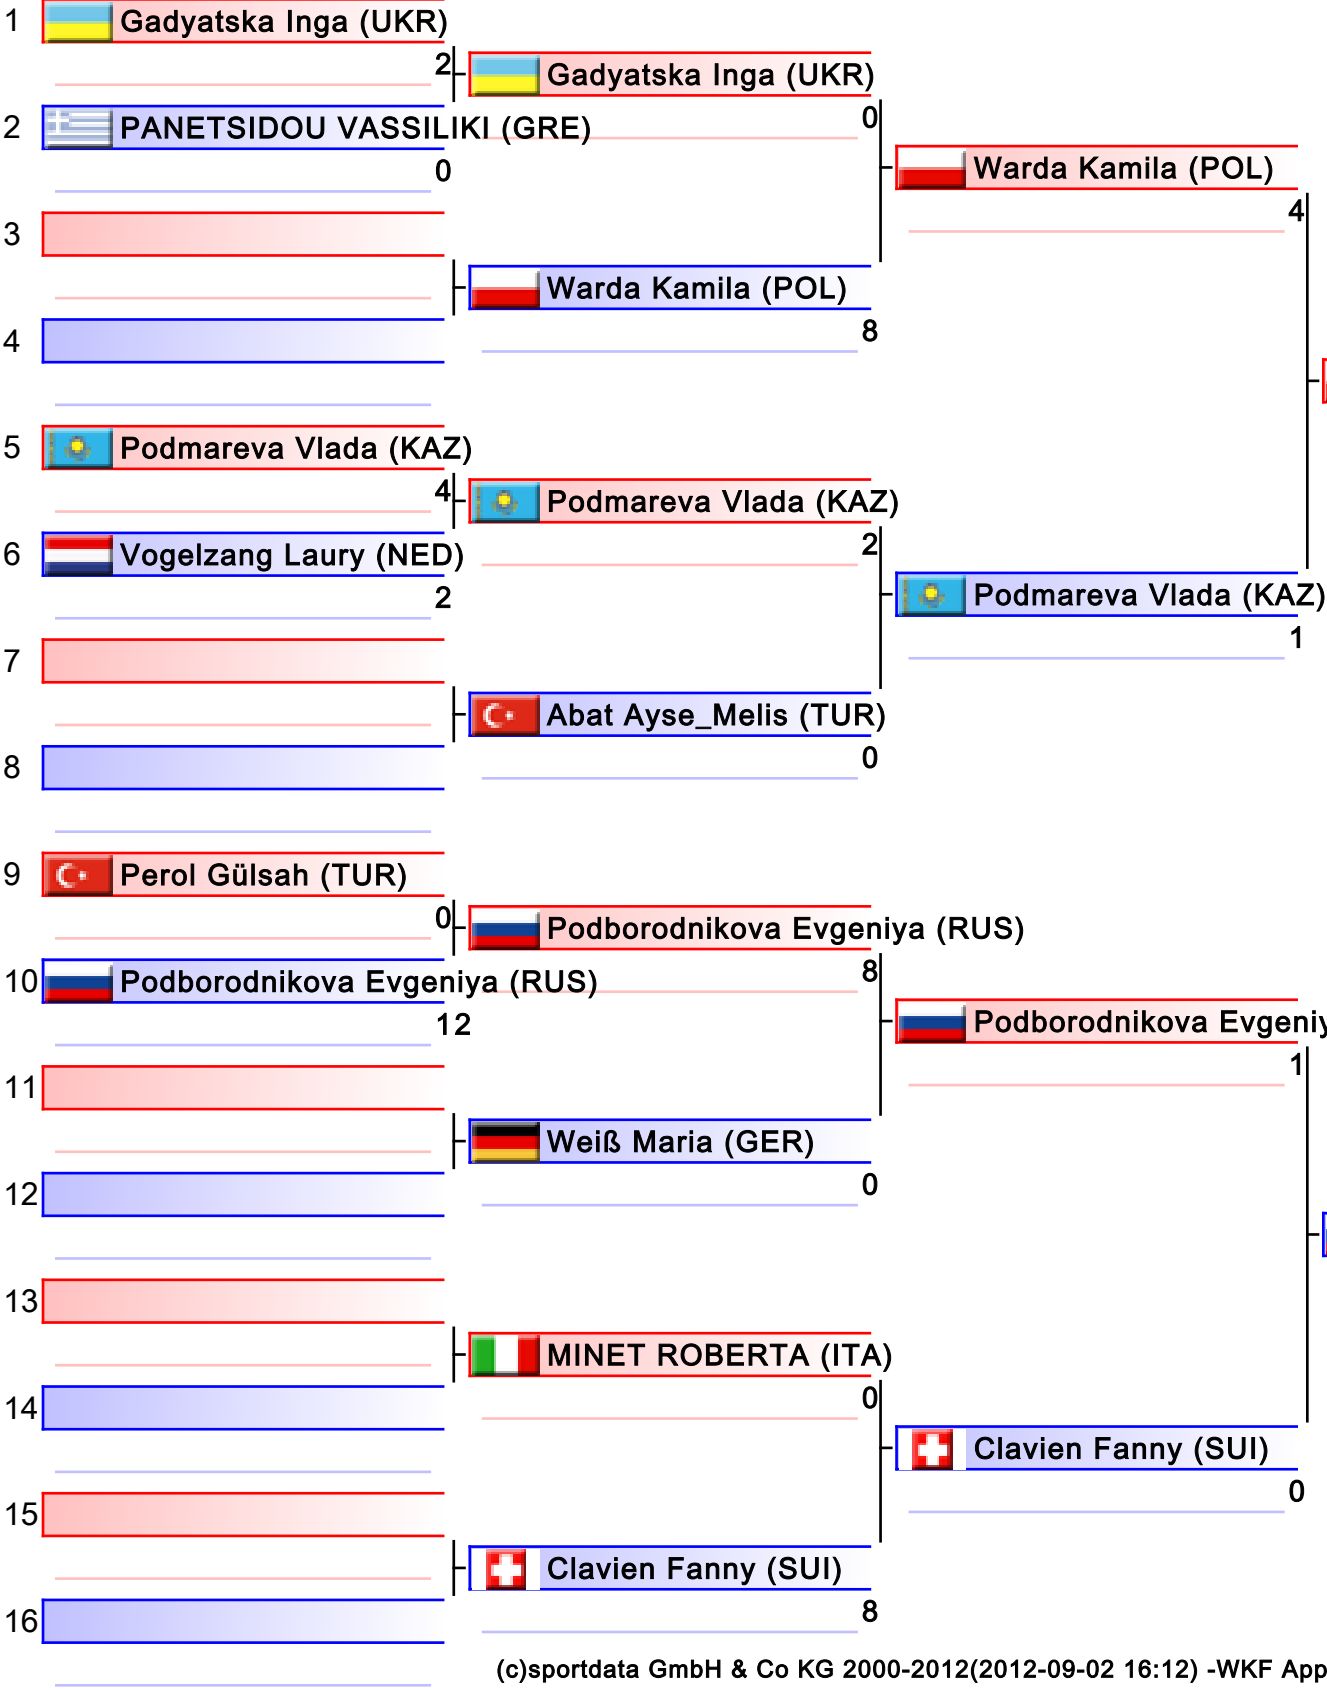 1 Gadyatska Inga (UKR)
2
Gadyatska Inga (UKR)
0
2 PANETSIDOU VASSILIKI (GRE)
0
Warda Kamila (POL)
4
3
Warda Kamila (POL)
8
4
5 Podmareva Vlada (KAZ)
4
Podmareva Vlada (KAZ)
2
6 Vogelzang Laury (NED)
2
Podmareva Vlada (KAZ)
1
7
Abat Ayse_Melis (TUR)
0
8
9 Perol Gülsah (TUR)
0
Podborodnikova Evgeniya (RUS)
8
10 Podborodnikova Evgeniya (RUS)
12
Podborodnikova Evgeniy
1
11
Weiß Maria (GER)
0
12
13
MINET ROBERTA (ITA)
0
14
Clavien Fanny (SUI)
0
15
Clavien Fanny (SUI)
8
16
(c)sportdata GmbH & Co KG 2000-2012(2012-09-02 16:12) -WKF App